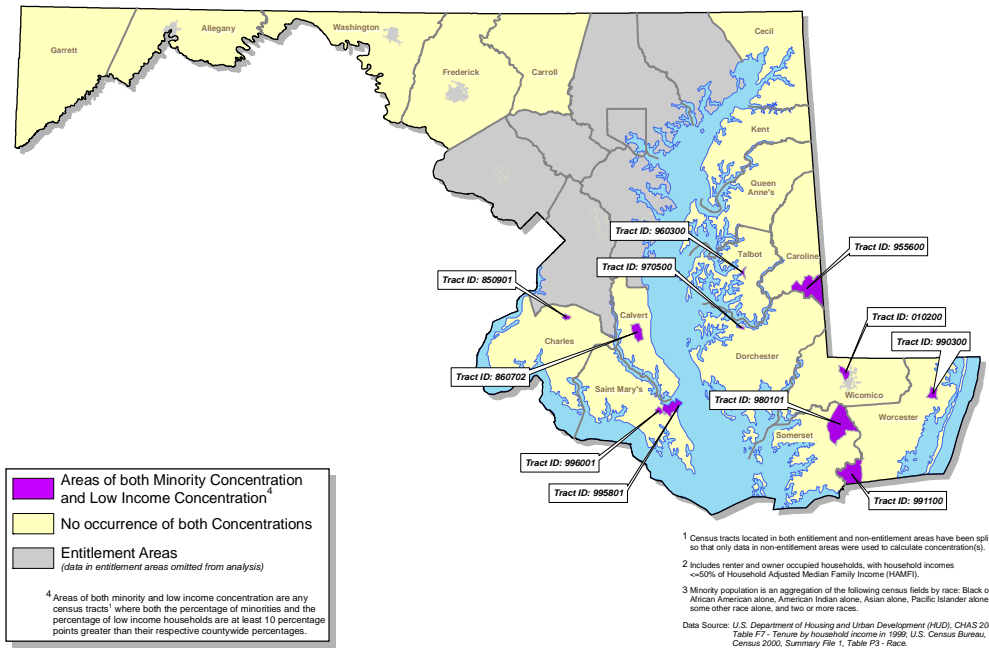 Garrett
Allegany
Washington
Frederick
Carroll
Cecil
Kent
Queen
Anne's
Talbot
Caroline
Calvert
Charles
Saint Mary's
Dorchester
Wicomico
Worcester
Somerset
Tract ID: 960300
Tract ID: 970500
Tract ID: 955600
Tract ID: 850901
Tract ID: 010200
Tract ID: 990300
Tract ID: 860702
Tract ID: 980101
Tract ID: 996001
Tract ID: 995801
Tract ID: 991100
Areas of both Minority Concentration
and Low Income Concentration4
No occurrence of both Concentrations
Entitlement Areas
(data in entitlement areas omitted from analysis)
4 Areas of both minority and low income concentration are any
census tracts1 where both the percentage of minorities and the
percentage of low income households are at least 10 percentage
points greater than their respective countywide percentages.
1 Census tracts located in both entitlement and non-entitlement areas have been spli
so that only data in non-entitlement areas were used to calculate concentration(s).
2 Includes renter and owner occupied households, with household incomes
<=50% of Household Adjusted Median Family Income (HAMFI).
3 Minority population is an aggregation of the following census fields by race: Black o
African American alone, American Indian alone, Asian alone, Pacific Islander alone
some other race alone, and two or more races.
Data Source: U.S. Department of Housing and Urban Development (HUD), CHAS 20
Table F7 - Tenure by household income in 1999; U.S. Census Bureau,
Census 2000, Summary File 1, Table P3 - Race.